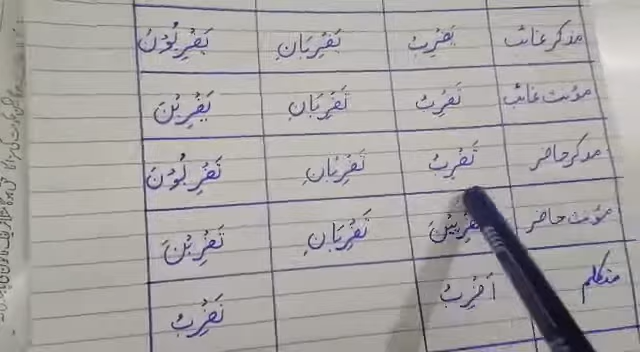 مذکر غائب یَضْرِبُ یَضْرِبَانِ یَضْرِبُوْنَ
مؤنث غائب تَضْرِبُ تَضْرِبَانِ یَضْرِبْنَ
مذکر حاضر تَضْرِبُ تَضْرِبَانِ تَضْرِبُوْنَ
مؤنث حاضر تَضْرِبِیْنَ تَضْرِبَانِ تَضْرِبْنَ
متکلم اَضْرِبُ نَضْرِبُ